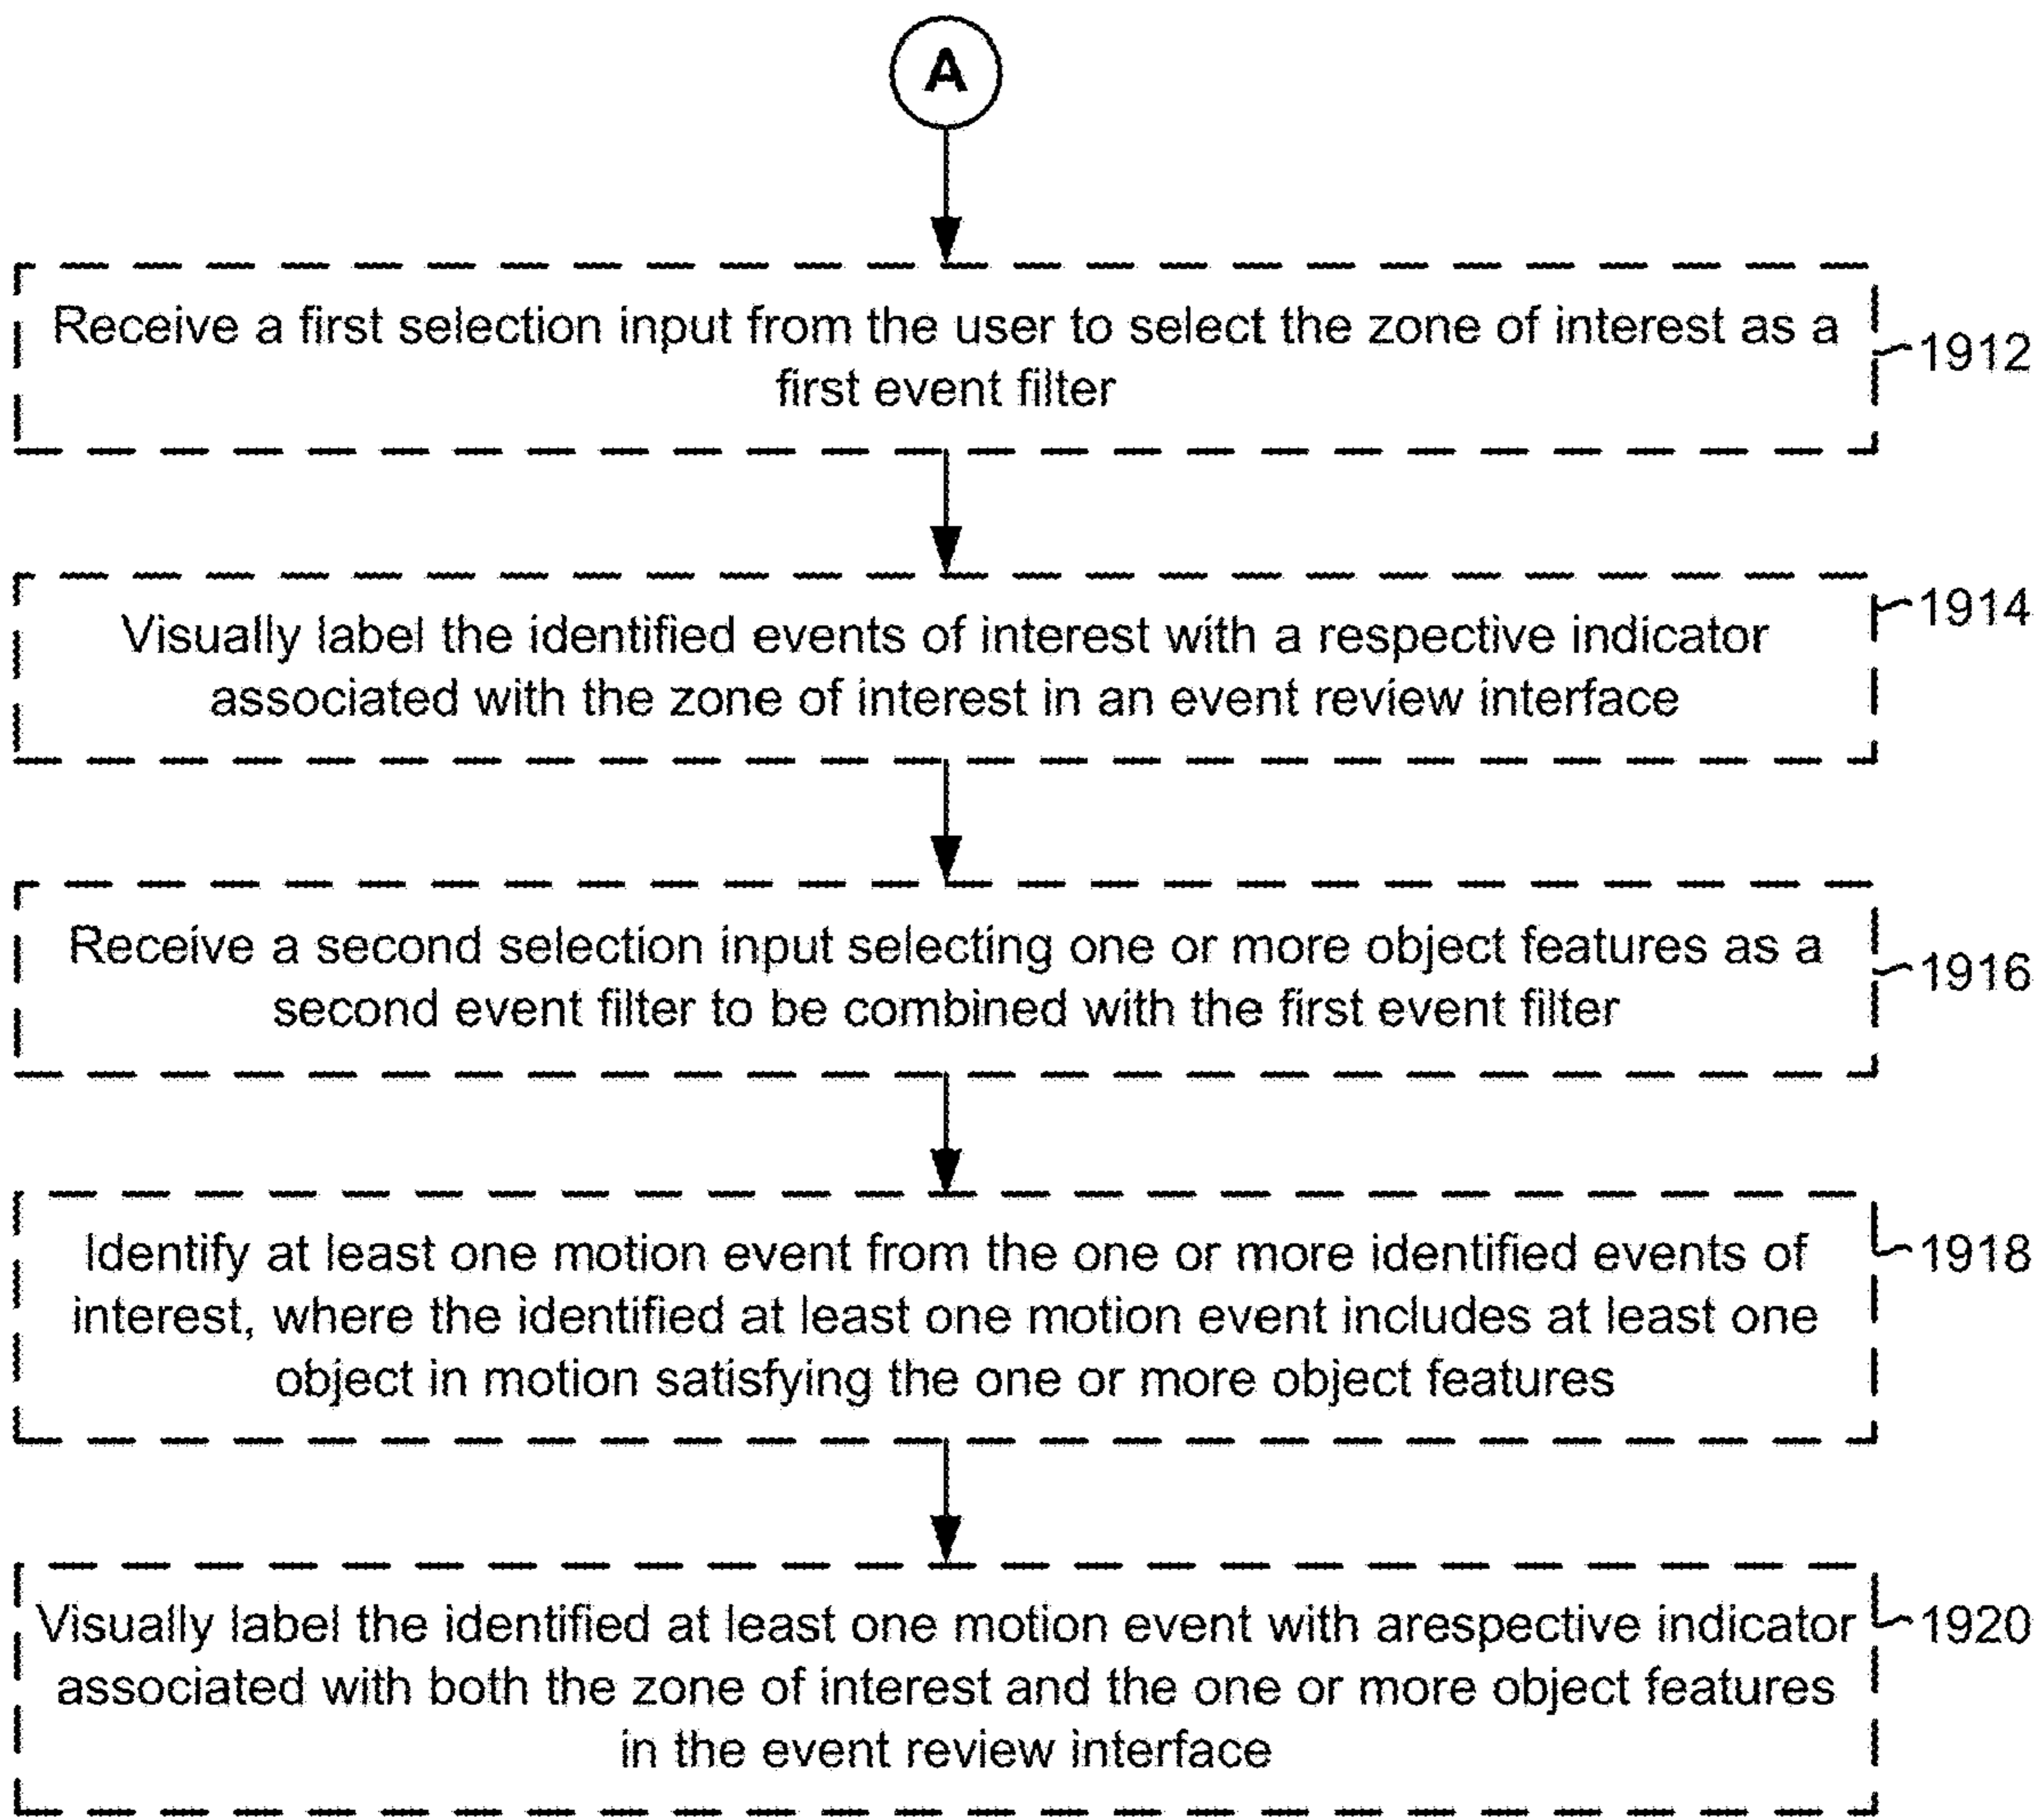 A
Receive a first selection input from the user to select the zone of interest as a
first event filter
1912
Visually label the identified events of interest with a respective indicator
associated with the zone of interest in an event review interface
1914
Receive a second selection input selecting one or more object features as a
second event filter to be combined with the first event filter
1916
Identify at least one motion event from the one or more identified events of
interest, where the identified at least one motion event includes at least one
object in motion satisfying the one or more object features
1918
Visually label the identified at least one motion event with arespective indicator
associated with both the zone of interest and the one or more object features
in the event review interface
1920